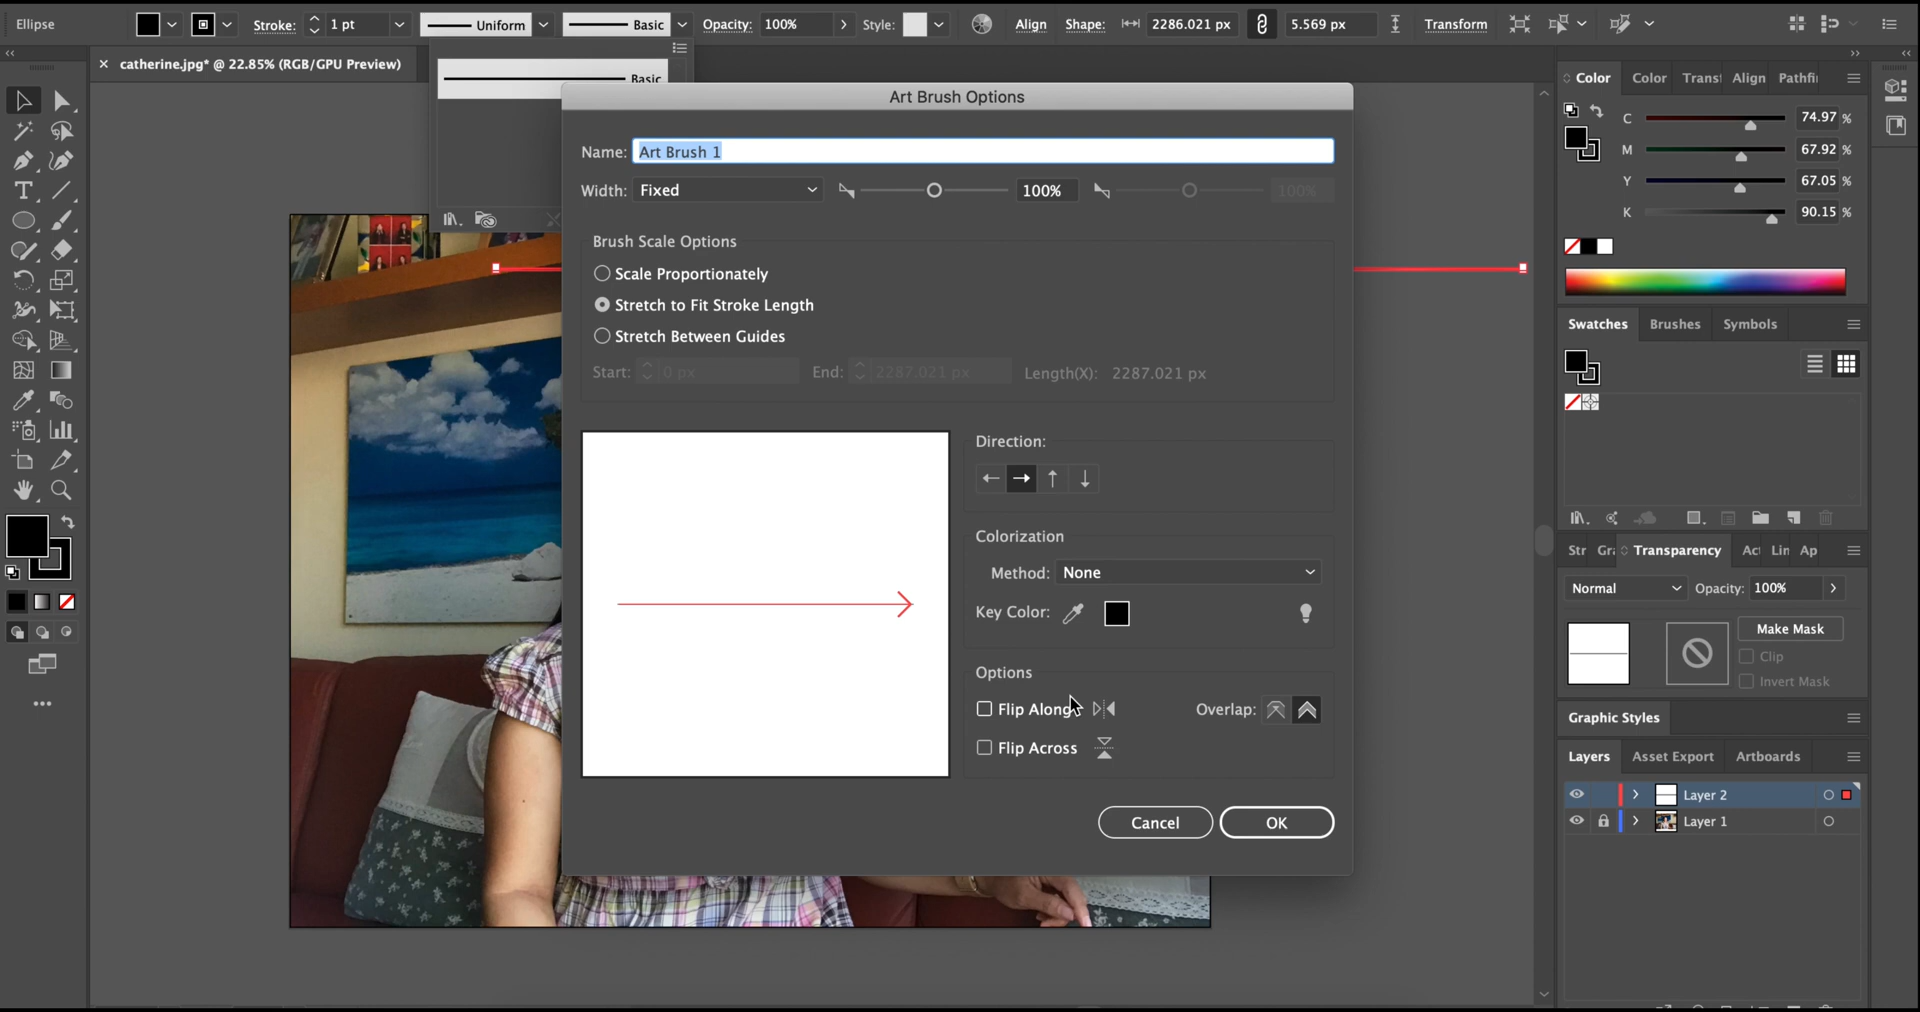 Ellipse Stroke: 1 pt Uniform Basic Opacity: 100% Style: Align Shape: 2286.021 px 5.569 px Transform
× catherine.jpg* @ 22.85% (RGB/GPU Preview)
Basic
Art Brush Options
Name: Art Brush 1
Width: Fixed 100% 100%
Brush Scale Options
Scale Proportionately
Stretch to Fit Stroke Length
Stretch Between Guides
Start: 0 px End: 2287.021 px Length(X): 2287.021 px
Direction:
Colorization
Method: None
Key Color:
Options
Flip Along Overlap:
Flip Across
Cancel OK
Color Color Transf Align Pathfi
C 74.97 %
M 67.92 %
Y 67.05 %
K 90.15 %
Swatches Brushes Symbols
Str Gra Transparency Act Lin Ap
Normal Opacity: 100%
Make Mask
Clip
Invert Mask
Graphic Styles
Layers Asset Export Artboards
Layer 2
Layer 1